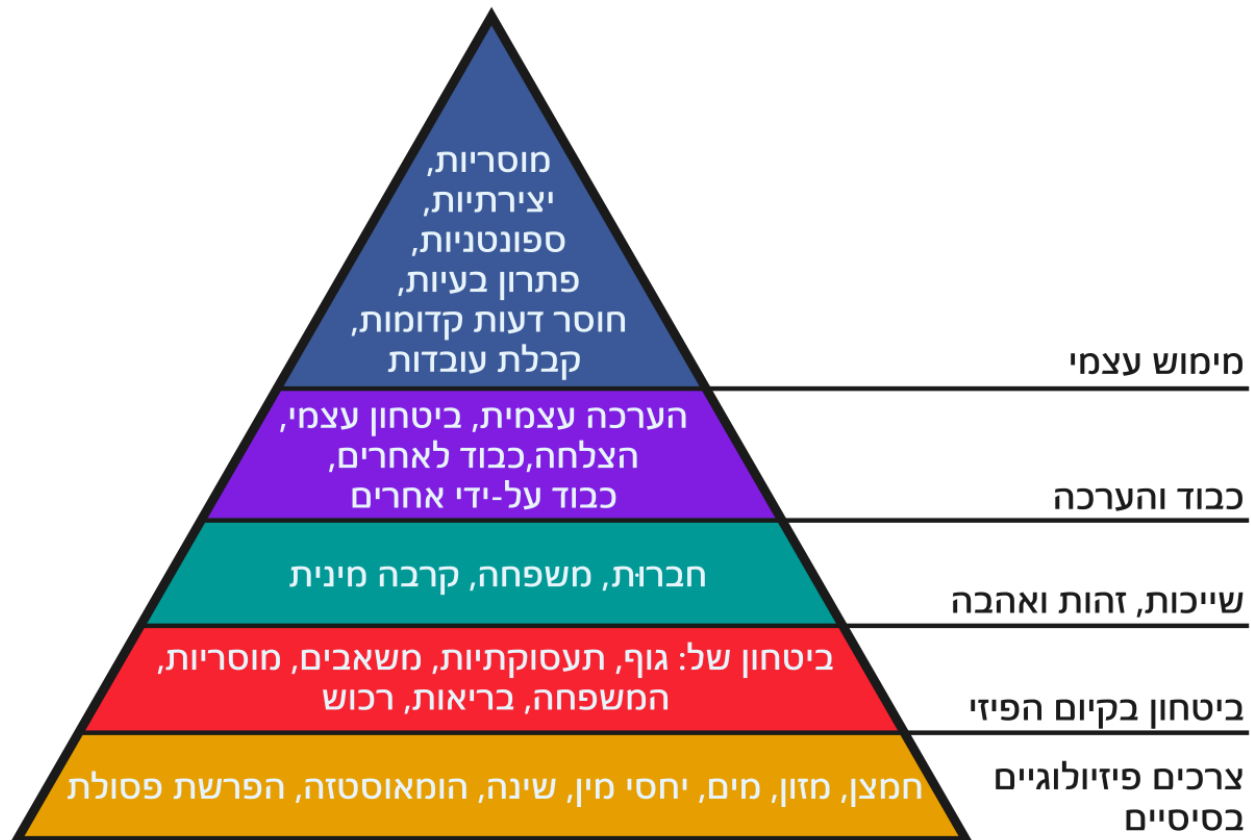 מוסריות,
יצירתיות,
ספונטניות,
פתרון בעיות,
חוסר דעות קדומות,
קבלת עובדות
מימוש עצמי
הערכה עצמית, ביטחון עצמי,
הצלחה,כבוד לאחרים,
כבוד על-ידי אחרים
כבוד והערכה
חברוּת, משפחה, קרבה מינית
שייכות, זהות ואהבה
ביטחון של: גוף, תעסוקתיות, משאבים, מוסריות,
המשפחה, בריאות, רכוש
ביטחון בקיום הפיזי
חמצן, מזון, מים, יחסי מין, שינה, הומאוסטזה, הפרשת פסולת
צרכים פיזיולוגיים
בסיסיים